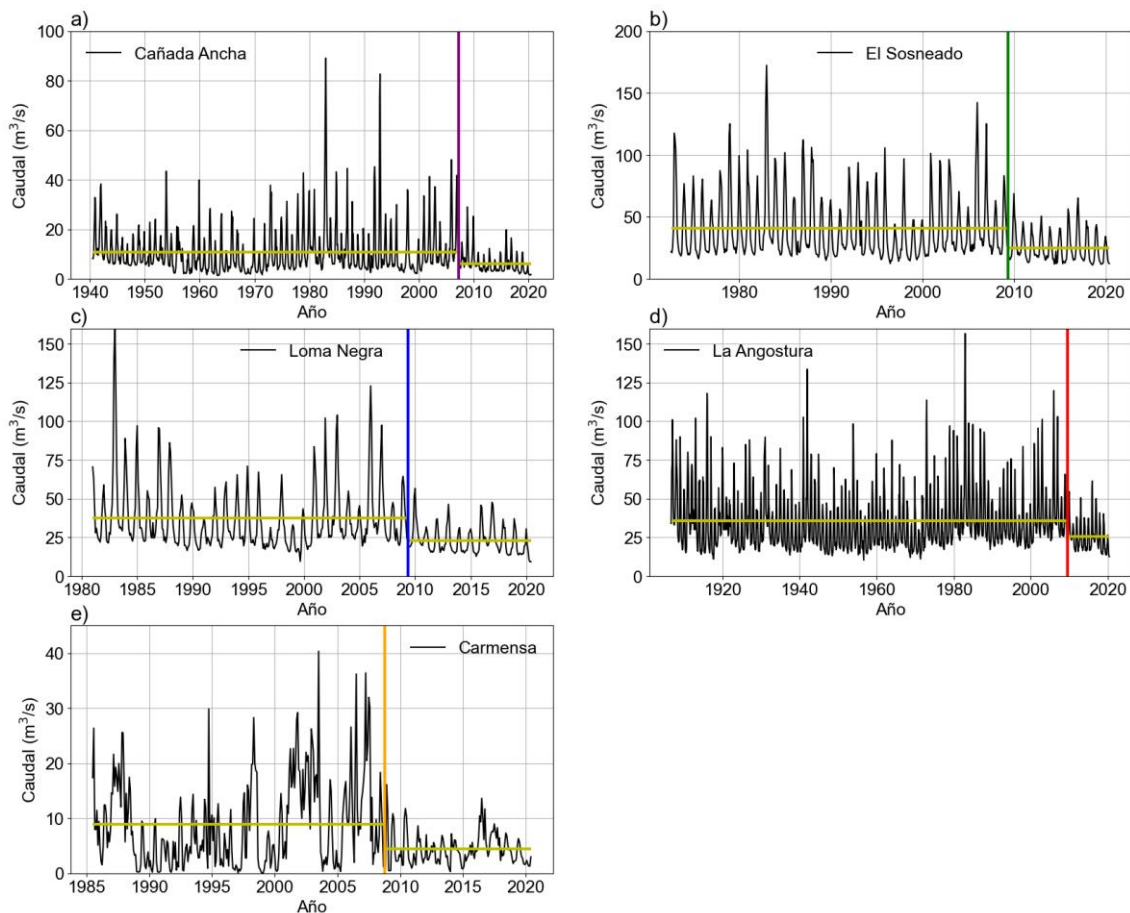 a)
100
80
60
40
20
0
Caudal (m³/s)
Cañada Ancha
1940 1950 1960 1970 1980 1990 2000 2010 2020
Año
b)
200
150
100
50
0
Caudal (m³/s)
El Sosneado
1980 1990 2000 2010 2020
Año
c)
150
125
100
75
50
25
0
Caudal (m³/s)
Loma Negra
1980 1985 1990 1995 2000 2005 2010 2015 2020
Año
d)
150
125
100
75
50
25
0
Caudal (m³/s)
La Angostura
1920 1940 1960 1980 2000 2020
Año
e)
40
30
20
10
0
Caudal (m³/s)
Carmensa
1985 1990 1995 2000 2005 2010 2015 2020
Año